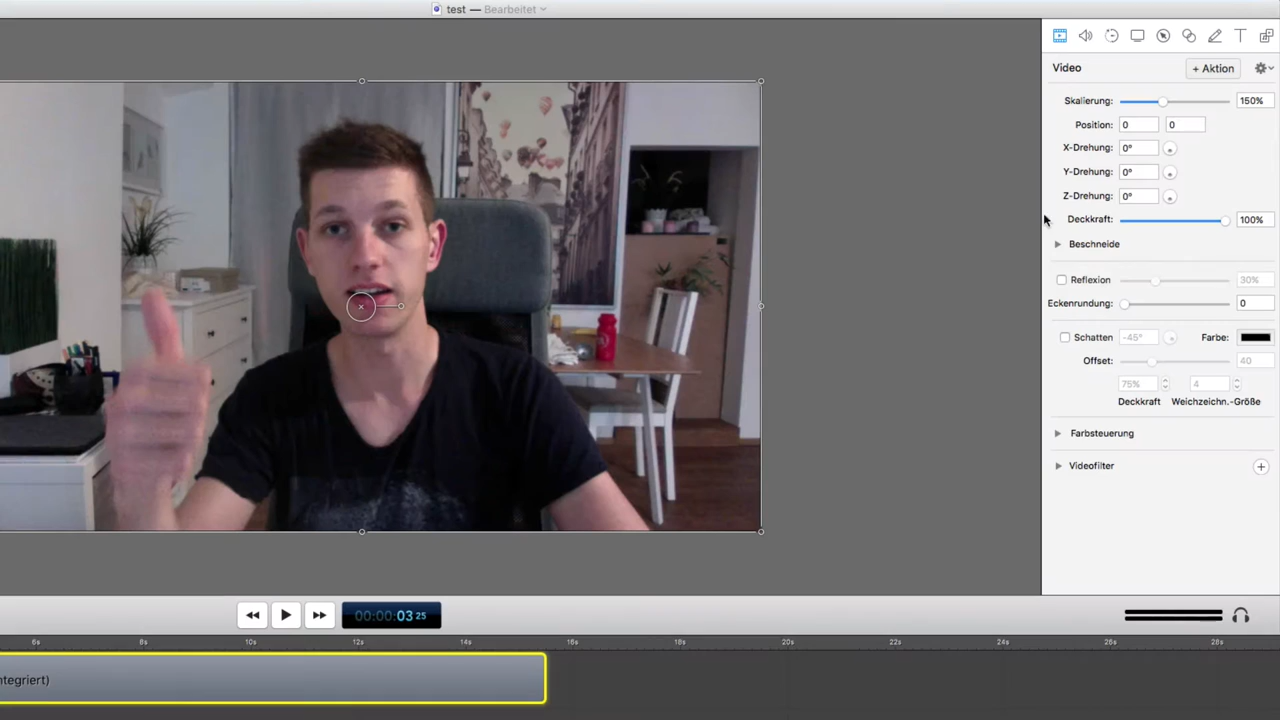 test — Bearbeitet
Video
+ Aktion
Skalierung: 150%
Position: 0 0
X-Drehung: 0°
Y-Drehung: 0°
Z-Drehung: 0°
Deckkraft: 100%
Beschneide
Reflexion 30%
Eckenrundung: 0
Schatten -45° Farbe:
Offset: 40
75% 4
Deckkraft Weichzeichn.-Größe
Farbsteuerung
Videofilter
00:00:03 25
6s 8s 10s 12s 14s 16s 18s 20s 22s 24s 26s 28s
ntegriert)